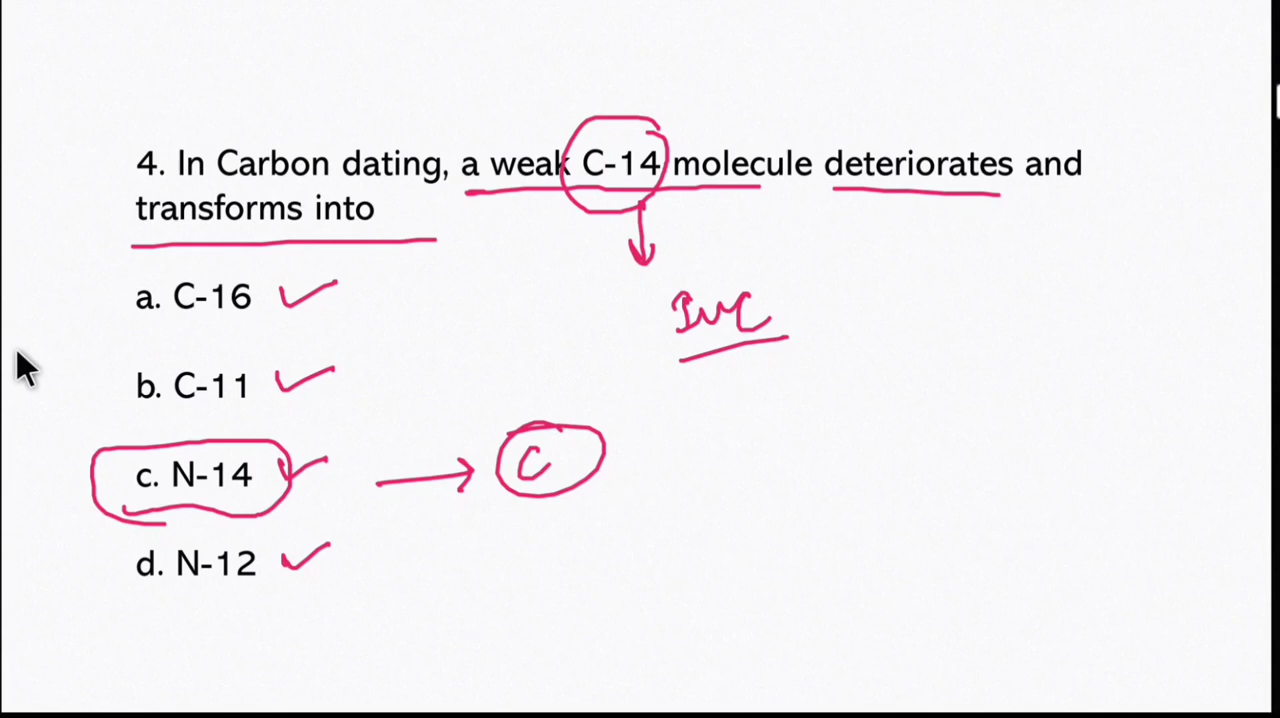 4. In Carbon dating, a weak C-14 molecule deteriorates and
transforms into
a. C-16
b. C-11
c. N-14
C
d. N-12